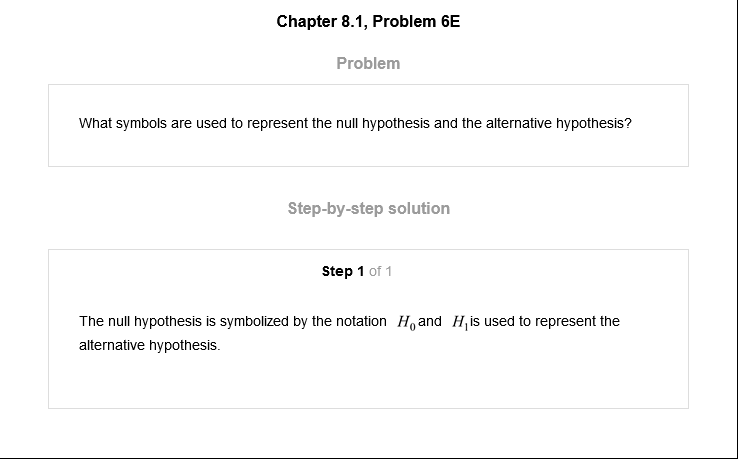 Chapter 8.1, Problem 6E
Problem
What symbols are used to represent the null hypothesis and the alternative hypothesis?
Step-by-step solution
Step 1 of 1
The null hypothesis is symbolized by the notation H₀ and H₁ is used to represent the
alternative hypothesis.